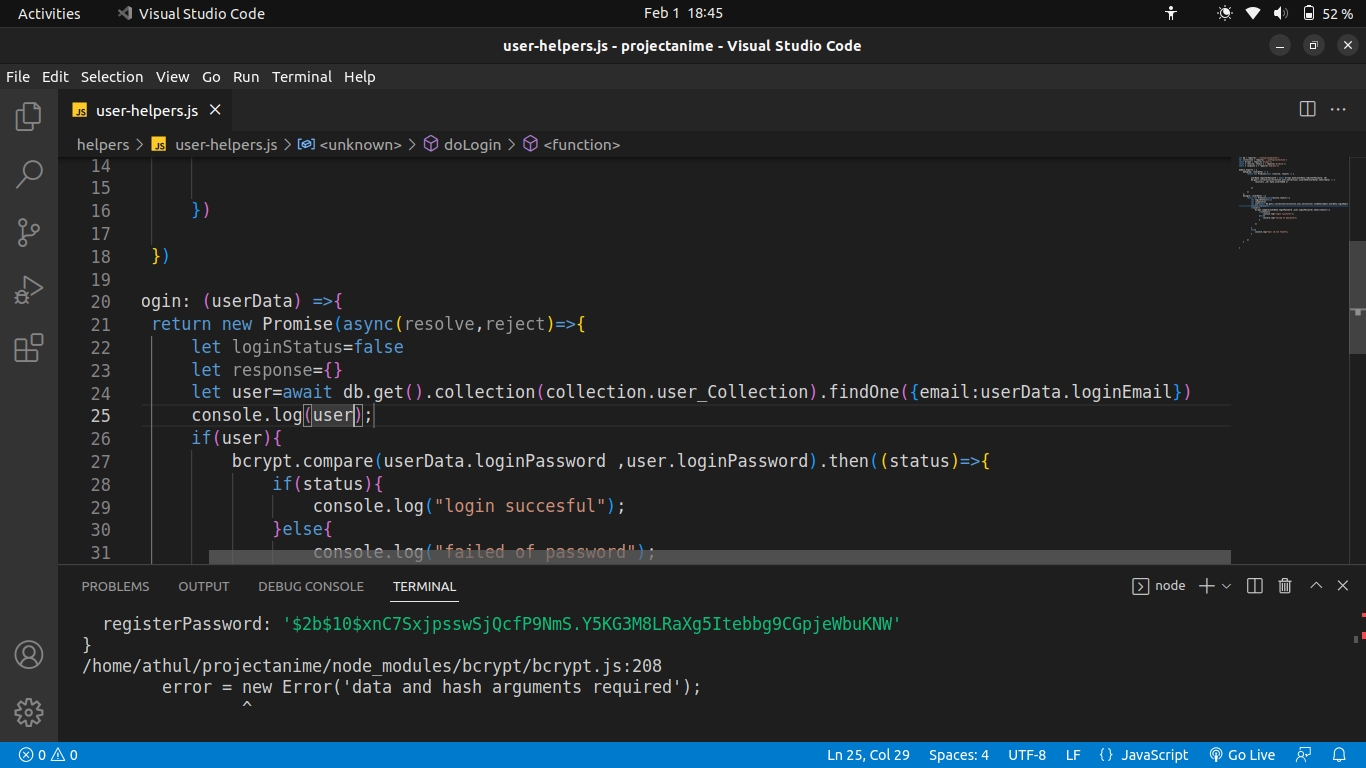 Activities Visual Studio Code Feb 1 18:45 52 %
user-helpers.js - projectanime - Visual Studio Code
File Edit Selection View Go Run Terminal Help
JS user-helpers.js
helpers > JS user-helpers.js > <unknown> > doLogin > <function>
14
15
16 })
17
18 })
19
20 ogin: (userData) =>{
21 return new Promise(async(resolve,reject)=>{
22 let loginStatus=false
23 let response={}
24 let user=await db.get().collection(collection.user_Collection).findOne({email:userData.loginEmail})
25 console.log(user);
26 if(user){
27 bcrypt.compare(userData.loginPassword ,user.loginPassword).then((status)=>{
28 if(status){
29 console.log("login succesful");
30 }else{
31 console.log("failed of password");
PROBLEMS OUTPUT DEBUG CONSOLE TERMINAL node
registerPassword: '$2b$10$xnC7SxjpsswSjQcfP9NmS.Y5KG3M8LRaXg5Itebbg9CGpjeWbuKNW'
}
/home/athul/projectanime/node_modules/bcrypt/bcrypt.js:208
error = new Error('data and hash arguments required');
^
0 0 Ln 25, Col 29 Spaces: 4 UTF-8 LF {} JavaScript Go Live